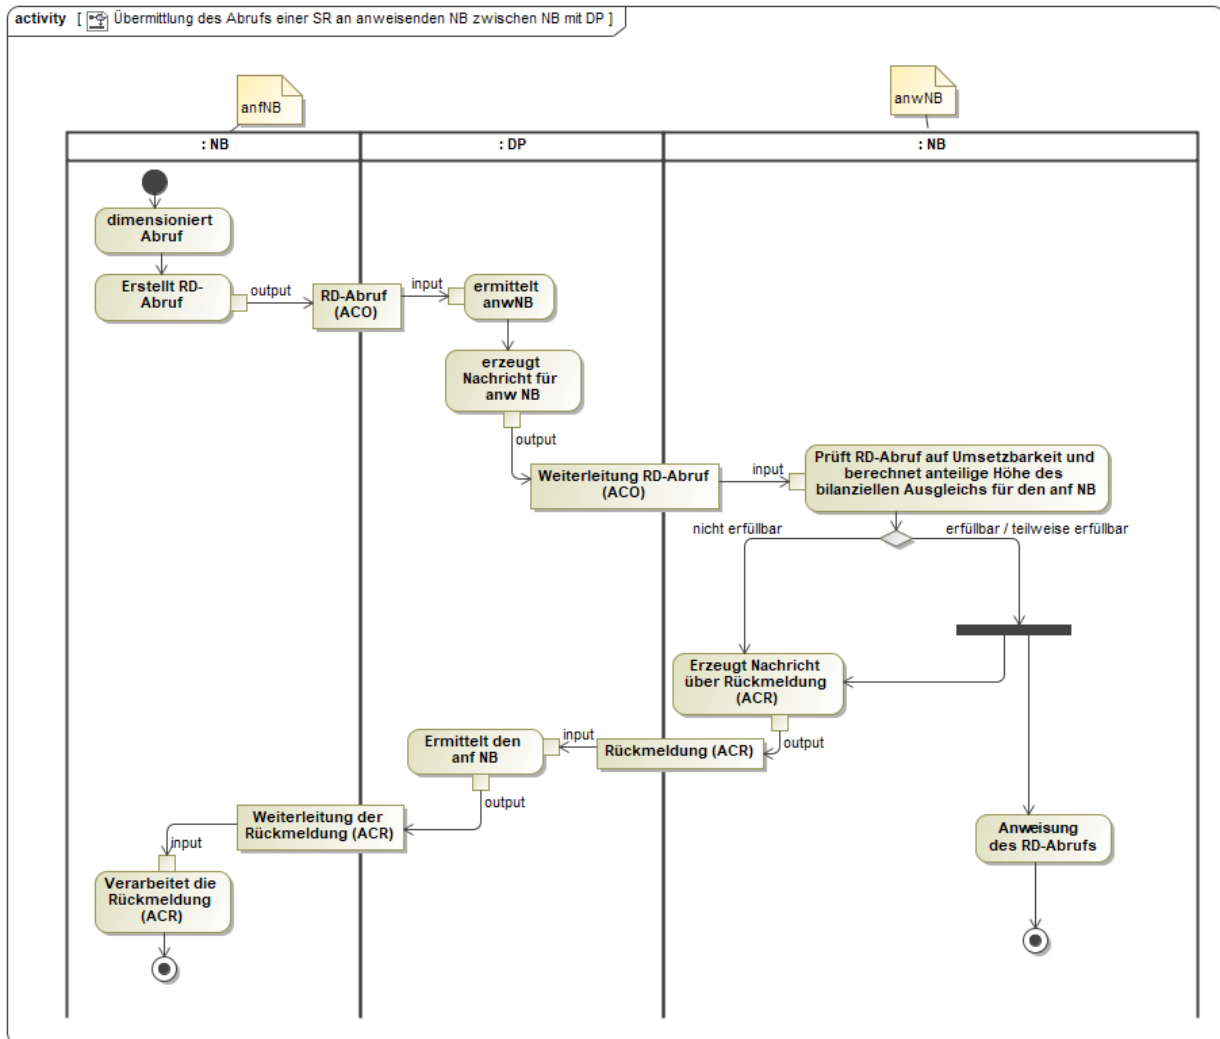 activity [ Übermittlung des Abrufs einer SR an anweisenden NB zwischen NB mit DP ]
anfNB
anwNB
: NB
: DP
: NB
dimensioniert
Abruf
Erstellt RD-
Abruf
output
RD-Abruf
(ACO)
input
ermittelt
anwNB
erzeugt
Nachricht für
anw NB
output
Weiterleitung RD-Abruf
(ACO)
input
Prüft RD-Abruf auf Umsetzbarkeit und
berechnet anteilige Höhe des
bilanziellen Ausgleichs für den anf NB
nicht erfüllbar
erfüllbar / teilweise erfüllbar
Erzeugt Nachricht
über Rückmeldung
(ACR)
output
Rückmeldung (ACR)
input
Ermittelt den
anf NB
output
Weiterleitung der
Rückmeldung (ACR)
input
Verarbeitet die
Rückmeldung
(ACR)
Anweisung
des RD-Abrufs